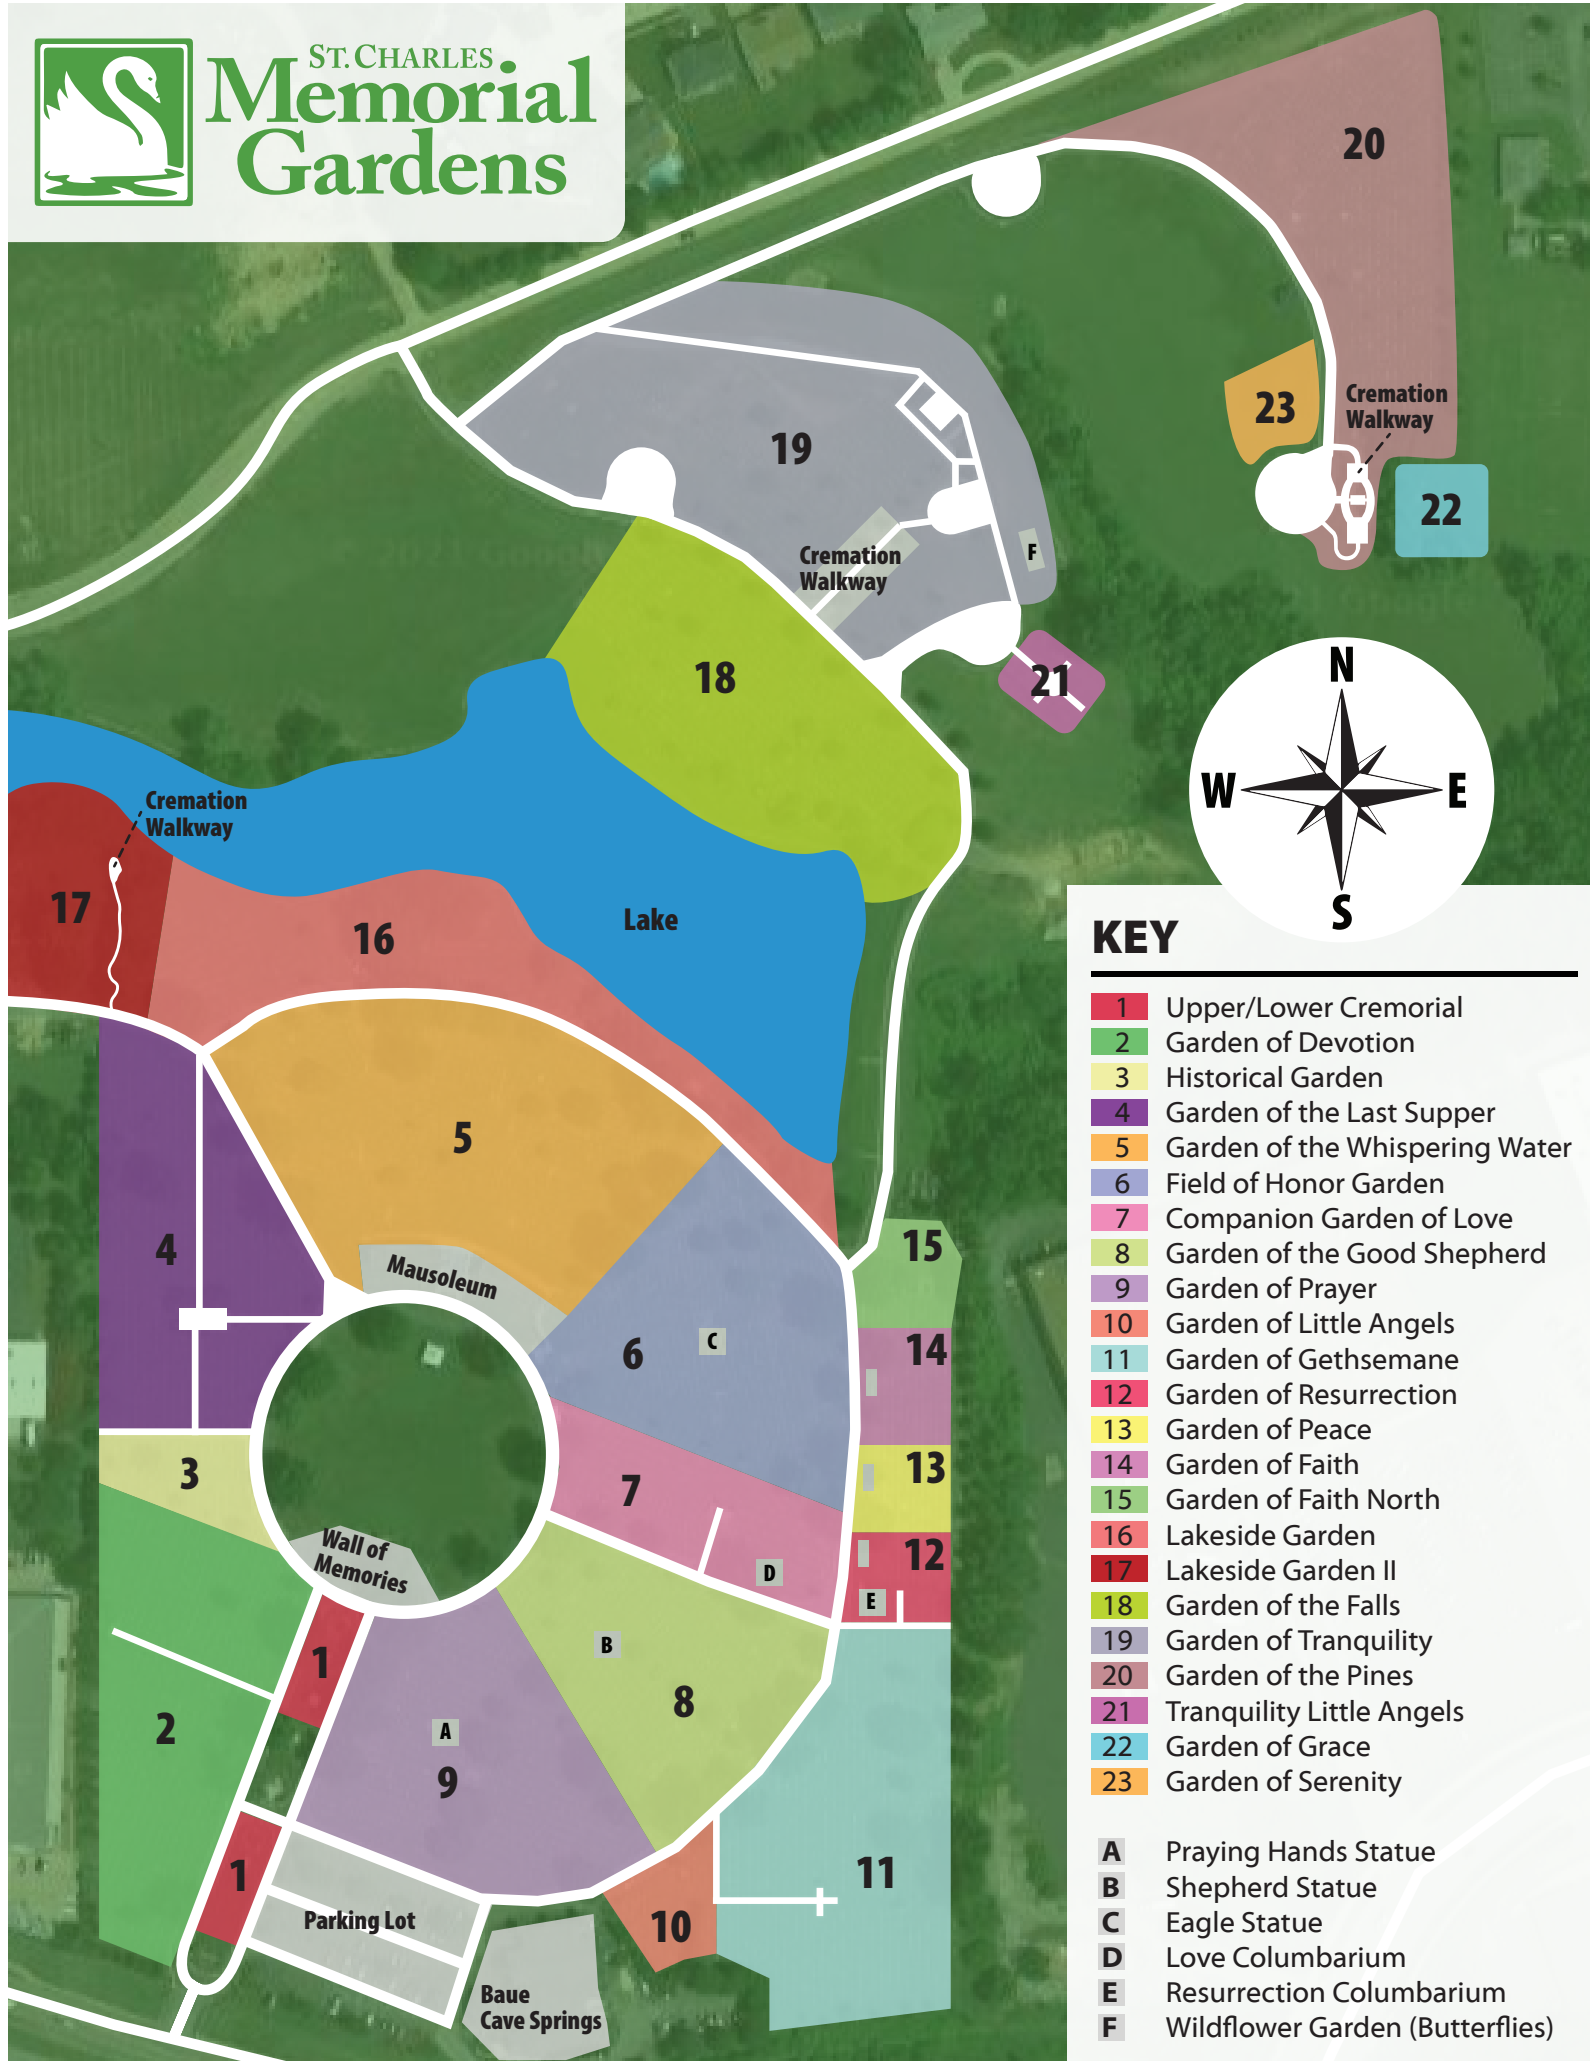 ST. CHARLES
Memorial
Gardens
20
23
Cremation
Walkway
22
19
Cremation
Walkway
F
21
18
N
W
E
S
Cremation
Walkway
17
16
Lake
5
4
Mausoleum
6
C
15
14
13
12
E
3
7
D
Wall of
Memories
1
B
8
2
A
9
1
11
10
Parking Lot
Baue
Cave Springs
KEY
1 Upper/Lower Cremorial
2 Garden of Devotion
3 Historical Garden
4 Garden of the Last Supper
5 Garden of the Whispering Water
6 Field of Honor Garden
7 Companion Garden of Love
8 Garden of the Good Shepherd
9 Garden of Prayer
10 Garden of Little Angels
11 Garden of Gethsemane
12 Garden of Resurrection
13 Garden of Peace
14 Garden of Faith
15 Garden of Faith North
16 Lakeside Garden
17 Lakeside Garden II
18 Garden of the Falls
19 Garden of Tranquility
20 Garden of the Pines
21 Tranquility Little Angels
22 Garden of Grace
23 Garden of Serenity
A Praying Hands Statue
B Shepherd Statue
C Eagle Statue
D Love Columbarium
E Resurrection Columbarium
F Wildflower Garden (Butterflies)